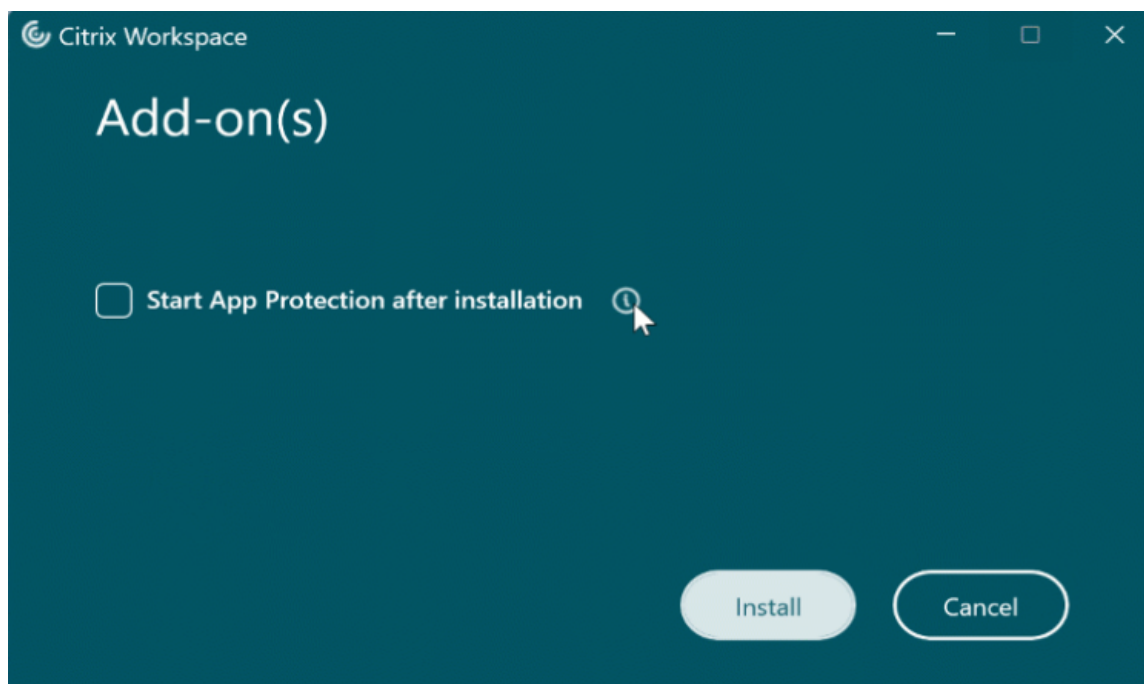 Citrix Workspace
Add-on(s)
Start App Protection after installation
Install Cancel